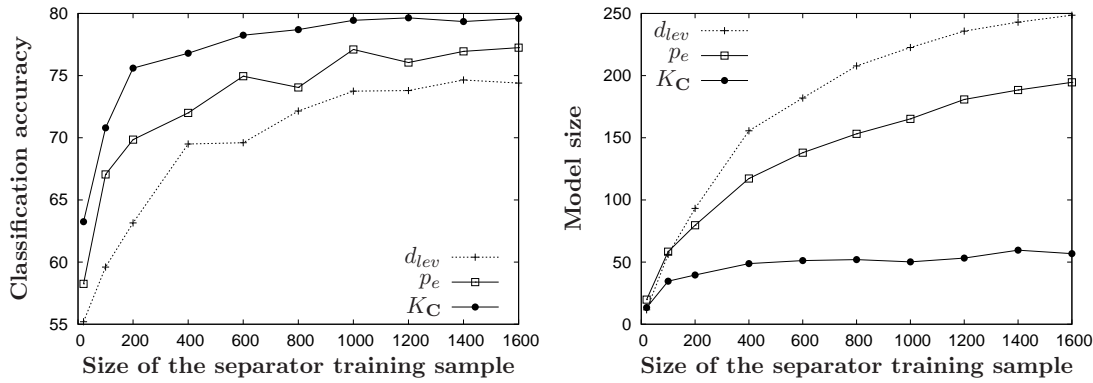 Classification accuracy
80
75
70
65
60
55
0 200 400 600 800 1000 1200 1400 1600
Size of the separator training sample
d_lev
p_e
K_C
Model size
250
200
150
100
50
0
0 200 400 600 800 1000 1200 1400 1600
Size of the separator training sample
d_lev
p_e
K_C